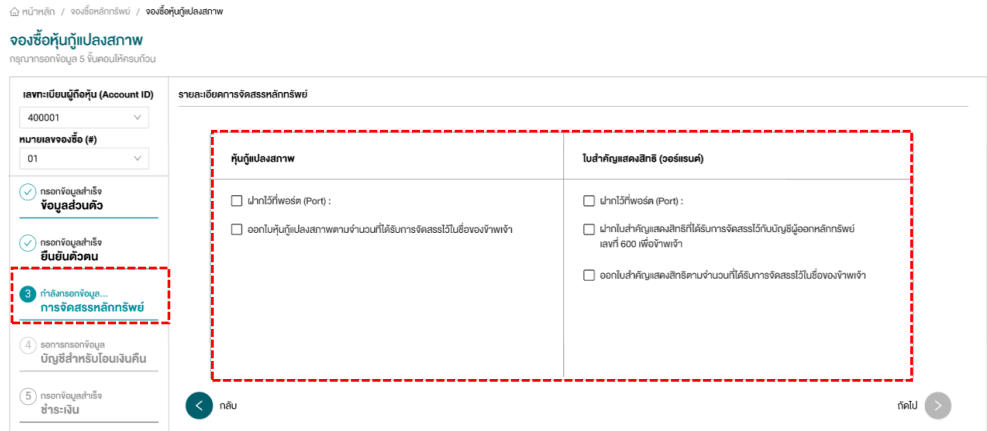 หน้าหลัก / จองซื้อหลักทรัพย์ / จองซื้อหุ้นกู้แปลงสภาพ
จองซื้อหุ้นกู้แปลงสภาพ
กรุณากรอกข้อมูล 5 ขั้นตอนให้ครบถ้วน
เลขทะเบียนผู้ถือหุ้น (Account ID)
400001
หมายเลขจองซื้อ (#)
01
กรอกข้อมูลสำเร็จ
ข้อมูลส่วนตัว
กรอกข้อมูลสำเร็จ
ยืนยันตัวตน
3 กำลังกรอกข้อมูล...
การจัดสรรหลักทรัพย์
4 รอการกรอกข้อมูล
บัญชีสำหรับโอนเงินคืน
5 กรอกข้อมูลสำเร็จ
ชำระเงิน
รายละเอียดการจัดสรรหลักทรัพย์
หุ้นกู้แปลงสภาพ
ฝากไว้ที่พอร์ต (Port) :
ออกใบหุ้นกู้แปลงสภาพตามจำนวนที่ได้รับการจัดสรรไว้ในชื่อของข้าพเจ้า
ใบสำคัญแสดงสิทธิ (วอร์แรนต์)
ฝากไว้ที่พอร์ต (Port) :
ฝากใบสำคัญแสดงสิทธิที่ได้รับการจัดสรรไว้กับบัญชีผู้ออกหลักทรัพย์
เลขที่ 600 เพื่อข้าพเจ้า
ออกใบสำคัญแสดงสิทธิตามจำนวนที่ได้รับการจัดสรรไว้ในชื่อของข้าพเจ้า
กลับ
ถัดไป